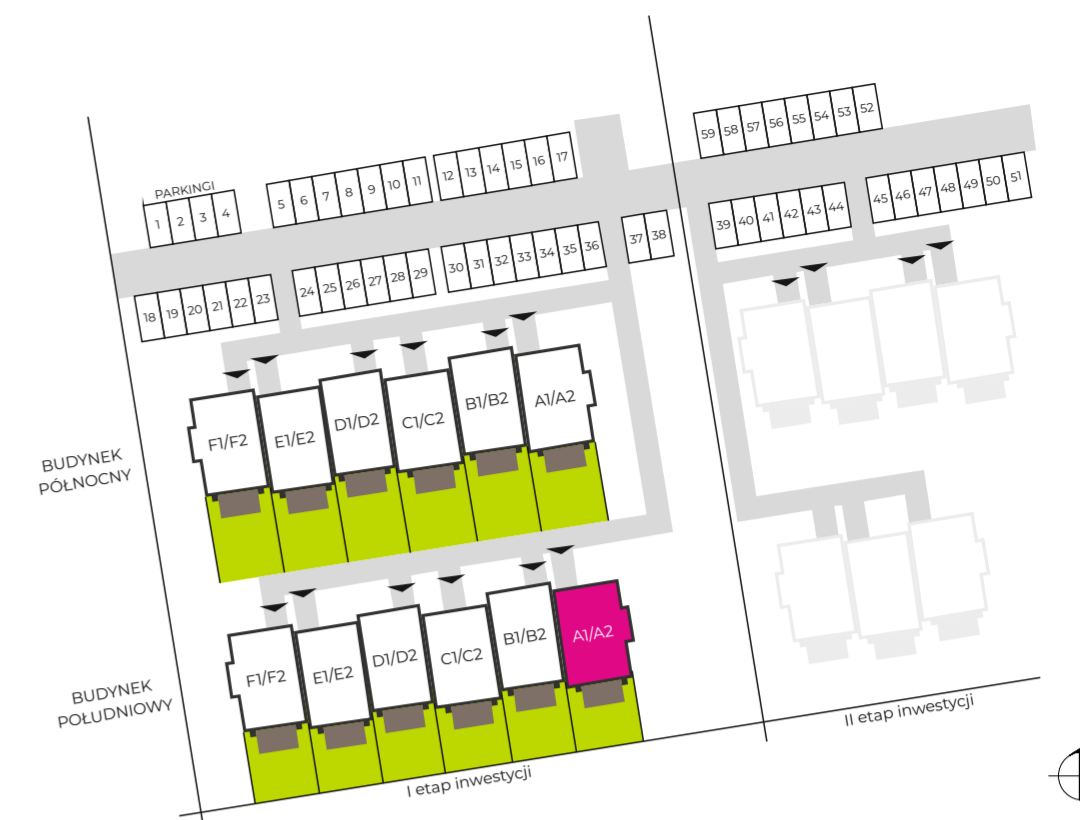 59 58 57 56 55 54 53 52
PARKINGI
1 2 3 4
5 6 7 8 9 10 11
12 13 14 15 16 17
18 19 20 21 22 23
24 25 26 27 28 29
30 31 32 33 34 35 36
37 38
39 40 41 42 43 44
45 46 47 48 49 50 51
BUDYNEK
PÓŁNOCNY
F1/F2
E1/E2
D1/D2
C1/C2
B1/B2
A1/A2
BUDYNEK
POŁUDNIOWY
F1/F2
E1/E2
D1/D2
C1/C2
B1/B2
A1/A2
I etap inwestycji
II etap inwestycji